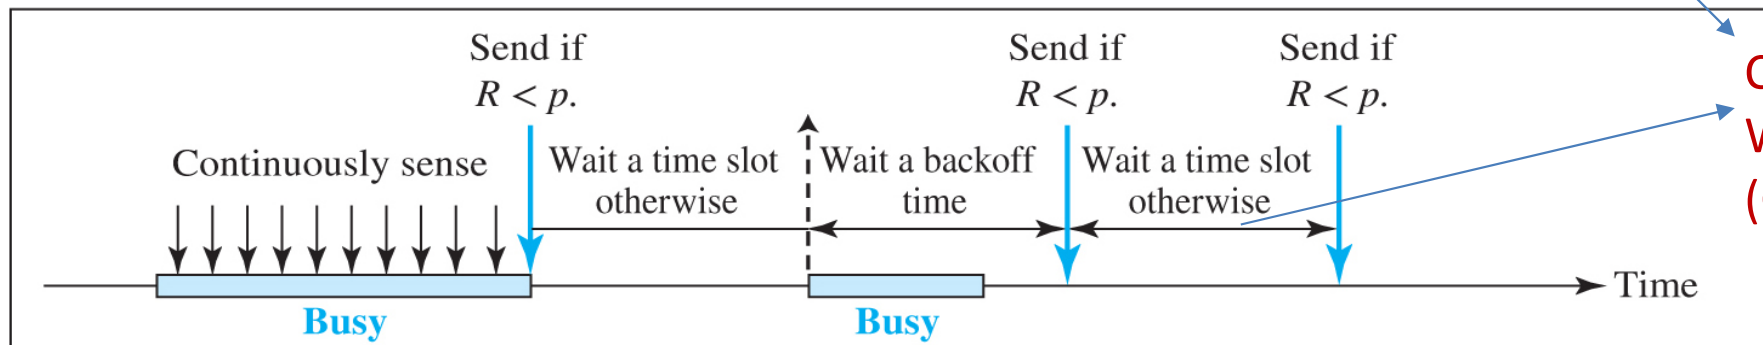 Send if
R < p.
Send if
R < p.
Send if
R < p.
Continuously sense
Wait a time slot
otherwise
Wait a backoff
time
Wait a time slot
otherwise
Time
Busy
Busy